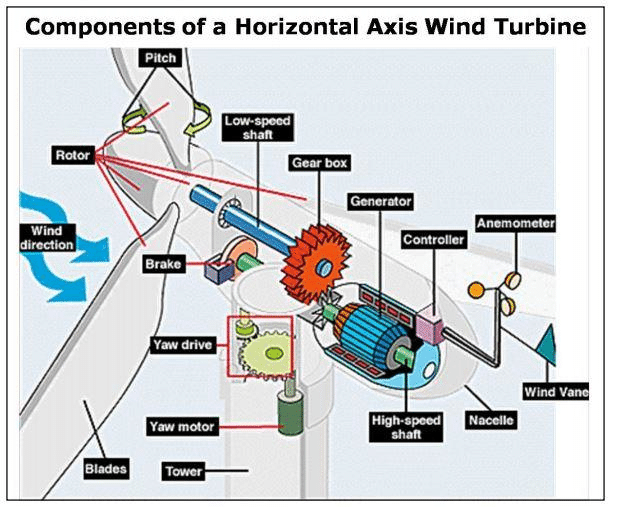 Components of a Horizontal Axis Wind Turbine
Pitch
Low-speed
shaft
Rotor
Gear box
Generator
Anemometer
Wind
direction
Controller
Brake
Yaw drive
Wind Vane
Yaw motor
High-speed
shaft
Nacelle
Blades
Tower